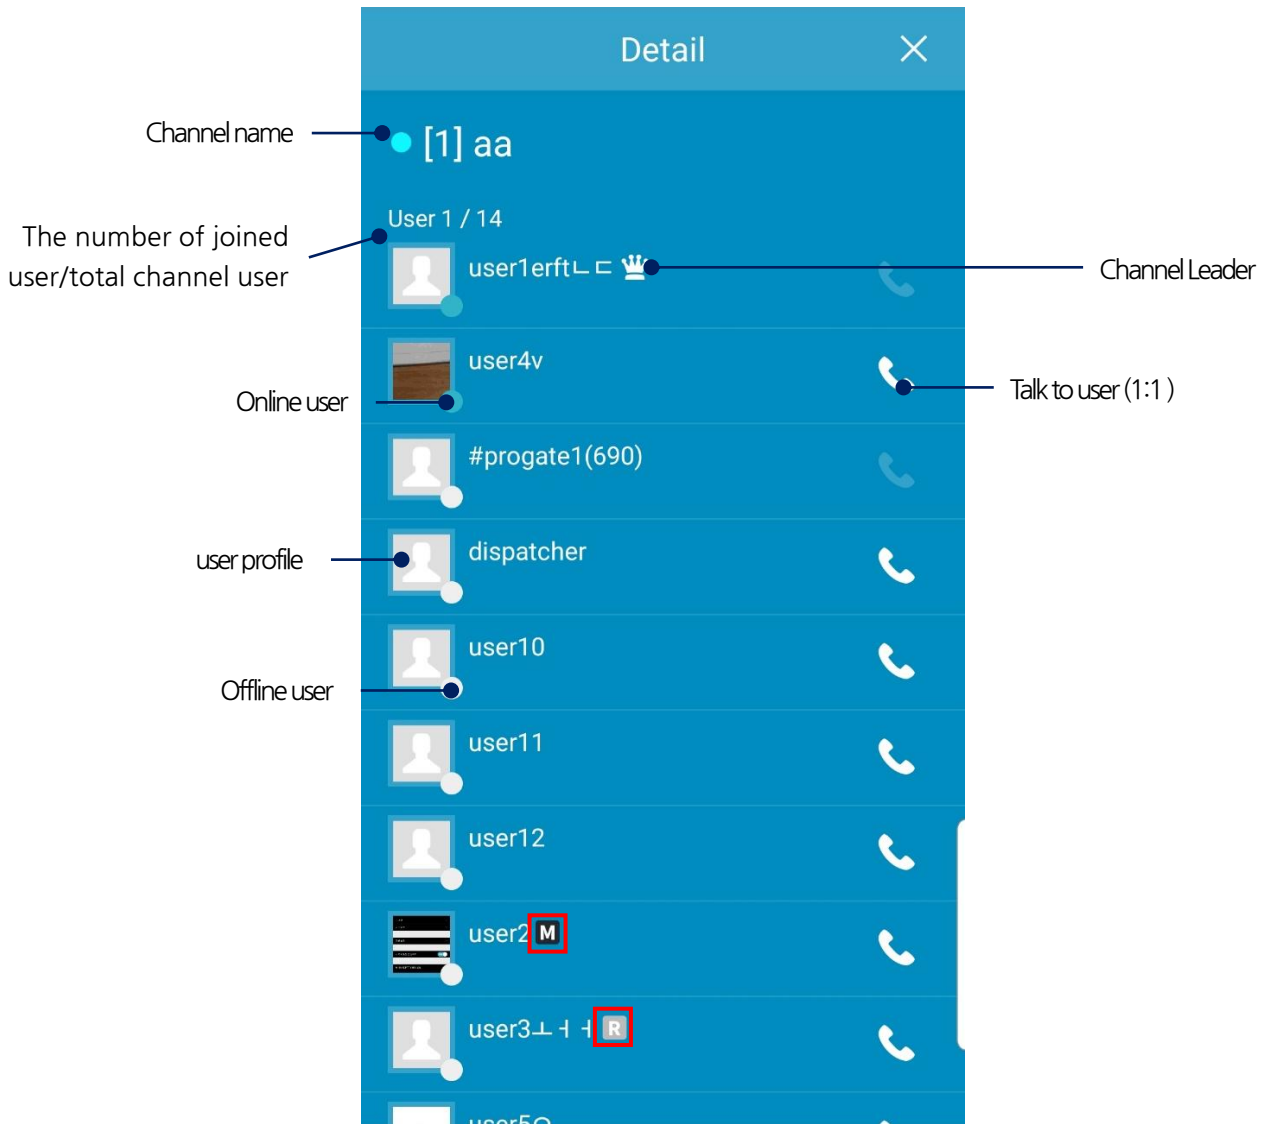 Detail
Channel name
[1] aa
User 1 / 14
The number of joined
user/total channel user
user1erftㄴㄷ
Channel Leader
user4v
Online user
Talk to user (1:1 )
#progate1(690)
user profile
dispatcher
user10
Offline user
user11
user12
user2 M
user3ㅗㅓㅓ R